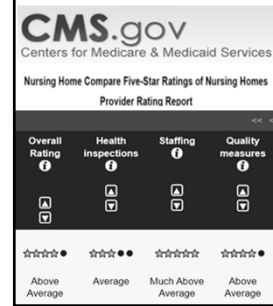 CMS.gov
Centers for Medicare & Medicaid Services
Nursing Home Compare Five-Star Ratings of Nursing Homes
Provider Rating Report
<< <
Overall Rating Health inspections Staffing Quality measures
Above Average Average Much Above Average Above Average